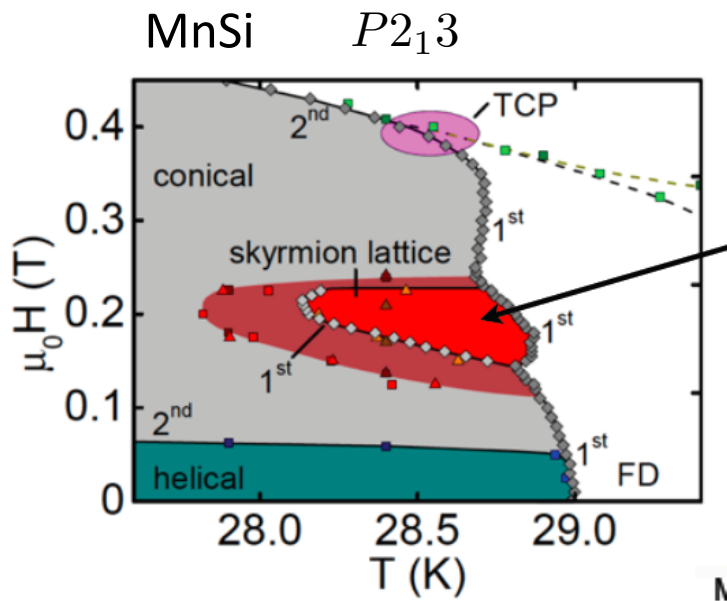 MnSi P2₁3
TCP
0.4
2ⁿᵈ
conical
0.3
1ˢᵗ
skyrmion lattice
μ₀H (T)
0.2
1ˢᵗ
1ˢᵗ
0.1
2ⁿᵈ
1ˢᵗ
helical
FD
0
28.0 28.5 29.0
T (K)
M